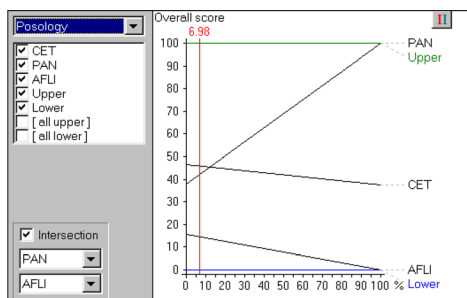 Posology
CET
PAN
AFLI
Upper
Lower
[ all upper ]
[ all lower ]
Intersection
PAN
AFLI
Overall score
6.98
100
90
80
70
60
50
40
30
20
10
0
0 10 20 30 40 50 60 70 80 90 100 %
PAN
Upper
CET
AFLI
Lower